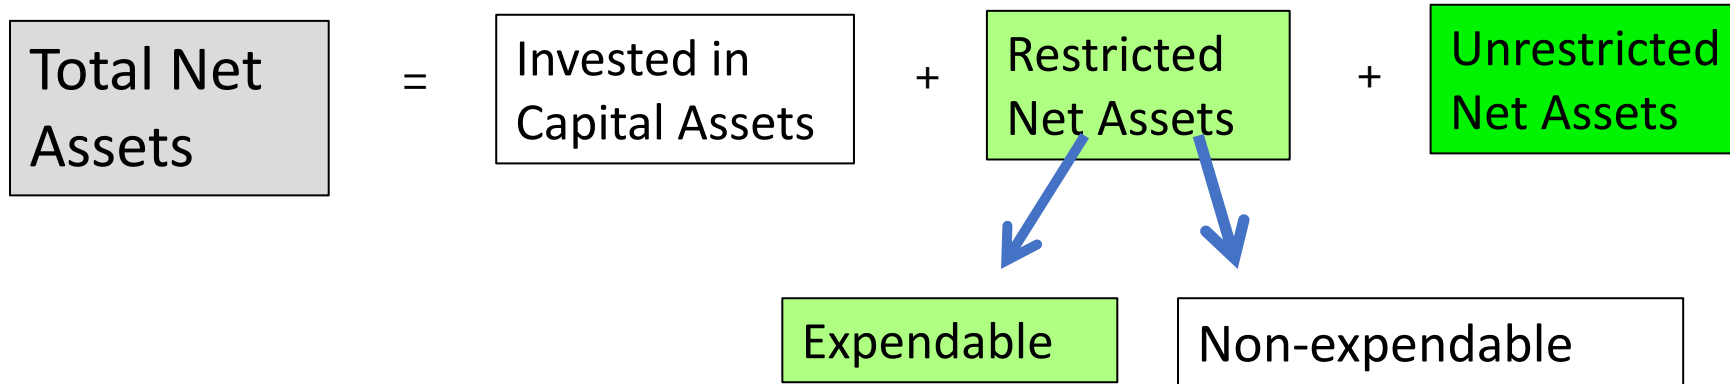 Total Net
Assets
=
Invested in
Capital Assets
+
Restricted
Net Assets
+
Unrestricted
Net Assets
Expendable
Non-expendable